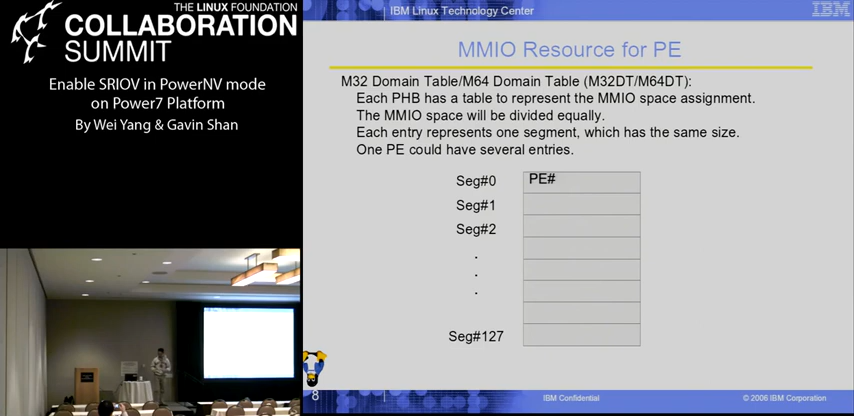 THE LINUX FOUNDATION
COLLABORATION
SUMMIT
Enable SRIOV in PowerNV mode
on Power7 Platform
By Wei Yang & Gavin Shan
IBM Linux Technology Center
IBM
MMIO Resource for PE
M32 Domain Table/M64 Domain Table (M32DT/M64DT):
Each PHB has a table to represent the MMIO space assignment.
The MMIO space will be divided equally.
Each entry represents one segment, which has the same size.
One PE could have several entries.
Seg#0 PE#
Seg#1
Seg#2
.
.
.
Seg#127
8
IBM Confidential
© 2006 IBM Corporation